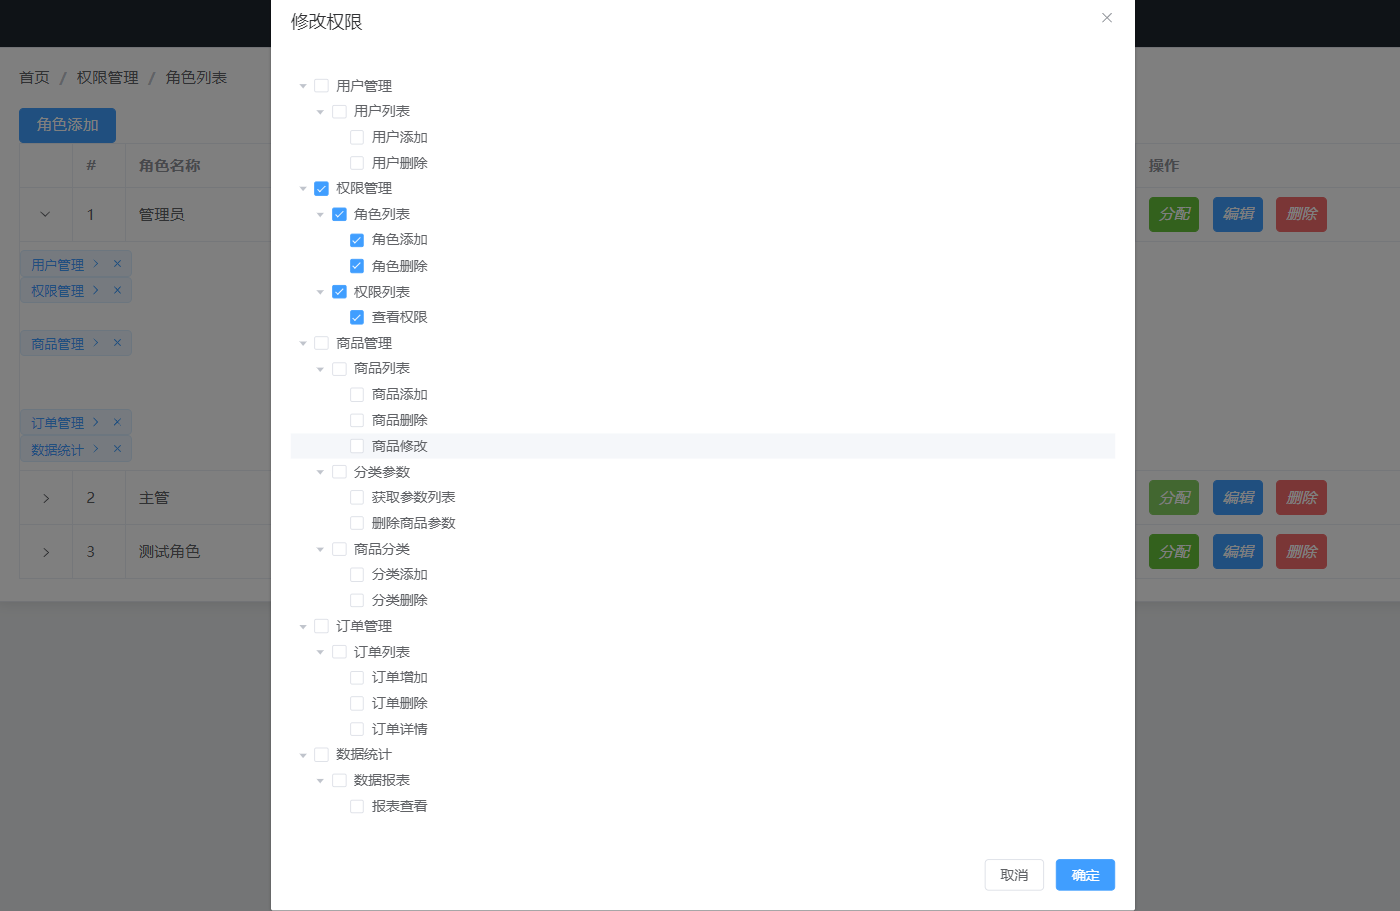 修改权限
首页 / 权限管理 / 角色列表
角色添加
# 角色名称 操作
1 管理员 分配 编辑 删除
用户管理
权限管理
商品管理
订单管理
数据统计
2 主管 分配 编辑 删除
3 测试角色 分配 编辑 删除
用户管理
用户列表
用户添加
用户删除
权限管理
角色列表
角色添加
角色删除
权限列表
查看权限
商品管理
商品列表
商品添加
商品删除
商品修改
分类参数
获取参数列表
删除商品参数
商品分类
分类添加
分类删除
订单管理
订单列表
订单增加
订单删除
订单详情
数据统计
数据报表
报表查看
取消 确定